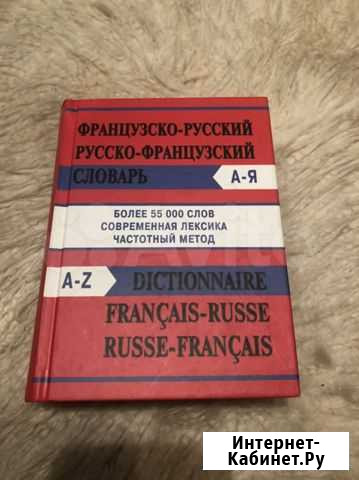 ФРАНЦУЗСКО-РУССКИЙ
РУССКО-ФРАНЦУЗСКИЙ
СЛОВАРЬ А-Я
БОЛЕЕ 55 000 СЛОВ
СОВРЕМЕННАЯ ЛЕКСИКА
ЧАСТОТНЫЙ МЕТОД
Avito
A-Z DICTIONNAIRE
FRANÇAIS-RUSSE
RUSSE-FRANÇAIS
Интернет-
Кабинет.Ру